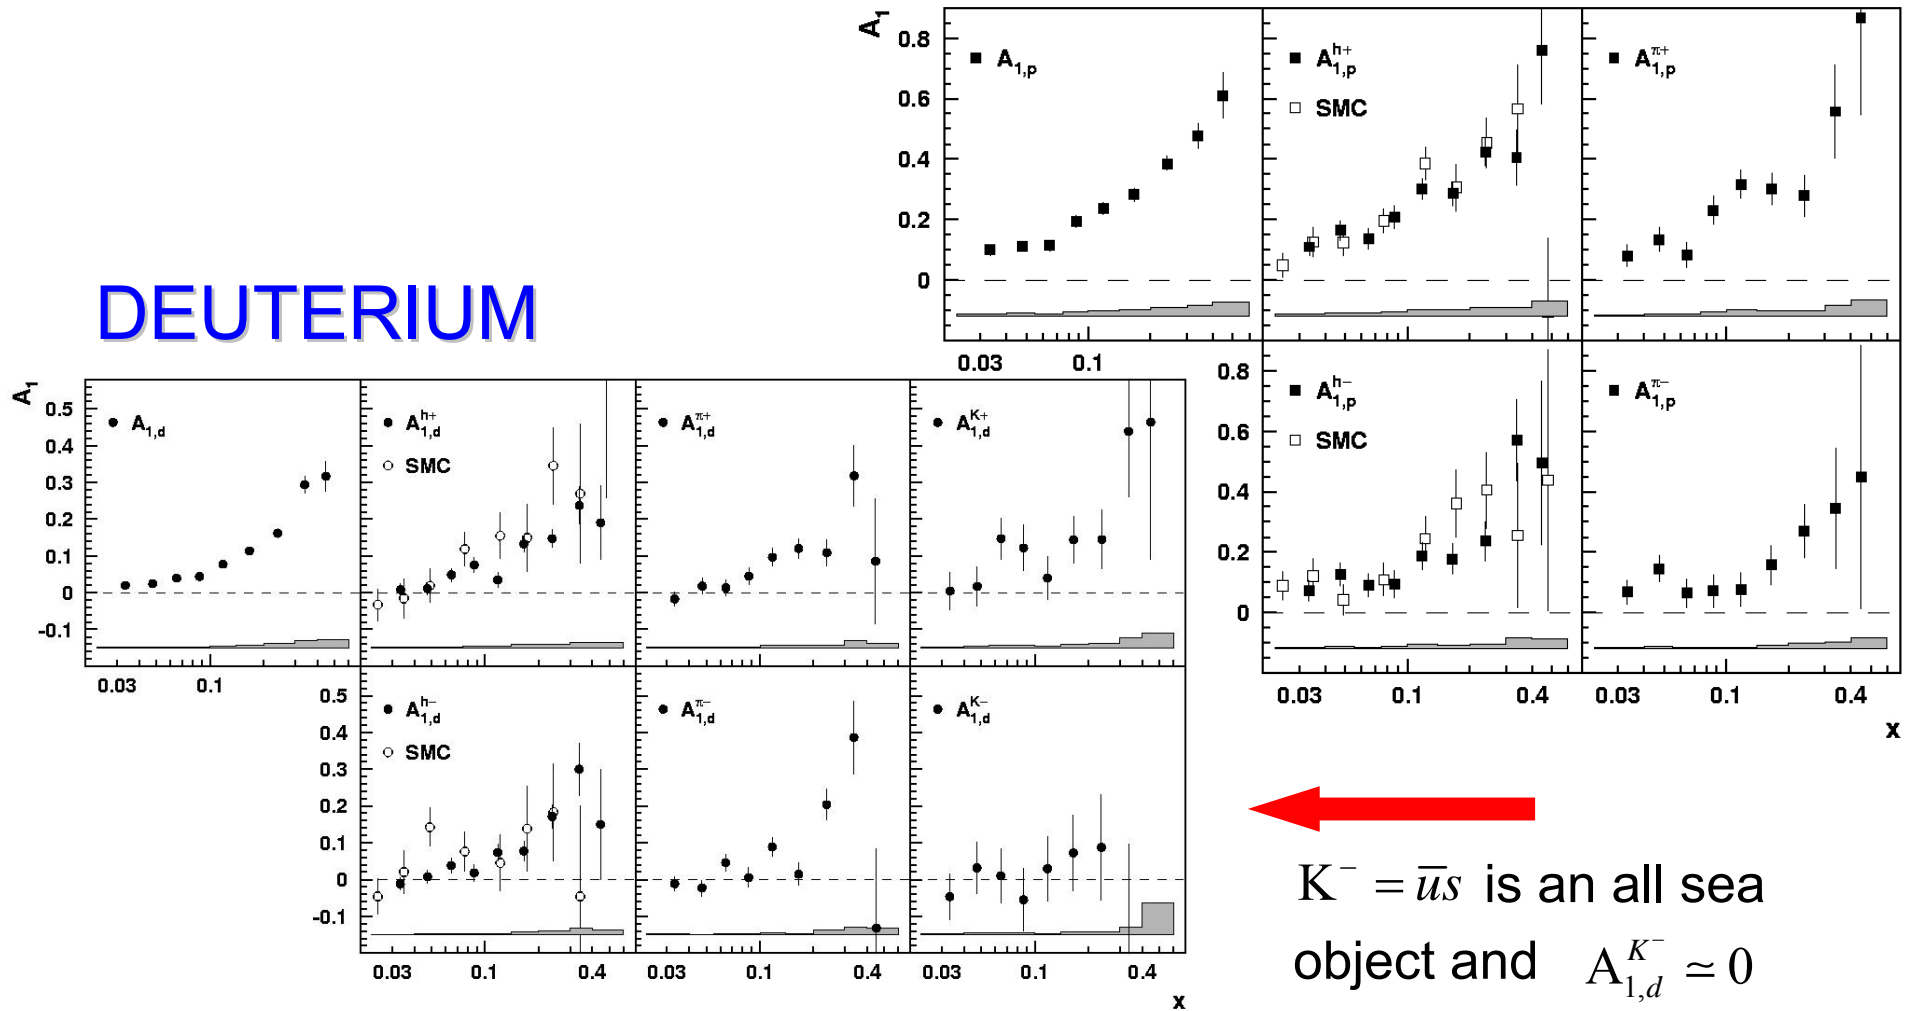 A1
0.8
0.6
0.4
0.2
0
A1,p
A1,p^h+
SMC
A1,p^π+
0.03 0.1
DEUTERIUM
0.8
0.4
0.2
0
A1,p^h−
SMC
A1,p^π−
0.03 0.1 0.4 0.03 0.1 0.4
x
A1
0.5
0.4
0.3
0.2
0.1
0
-0.1
A1,d
A1,d^h+
SMC
A1,d^π+
A1,d^K+
0.03 0.1
0.5
0.4
0.3
0.2
0.1
0
-0.1
A1,d^h−
SMC
A1,d^π−
A1,d^K−
0.03 0.1 0.4 0.03 0.1 0.4 0.03 0.1 0.4
x
K⁻ = u̅s is an all sea
object and A1,d^K⁻ ≃ 0